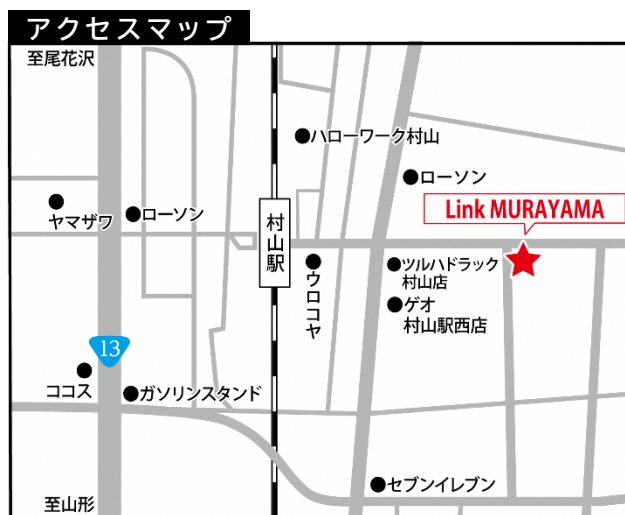 アクセスマップ
至尾花沢
ハローワーク村山
ローソン
ヤマザワ
ローソン
Link MURAYAMA
村山駅
ウロコヤ
ツルハドラック
村山店
ゲオ
村山駅西店
13
ココス
ガソリンスタンド
セブンイレブン
至山形